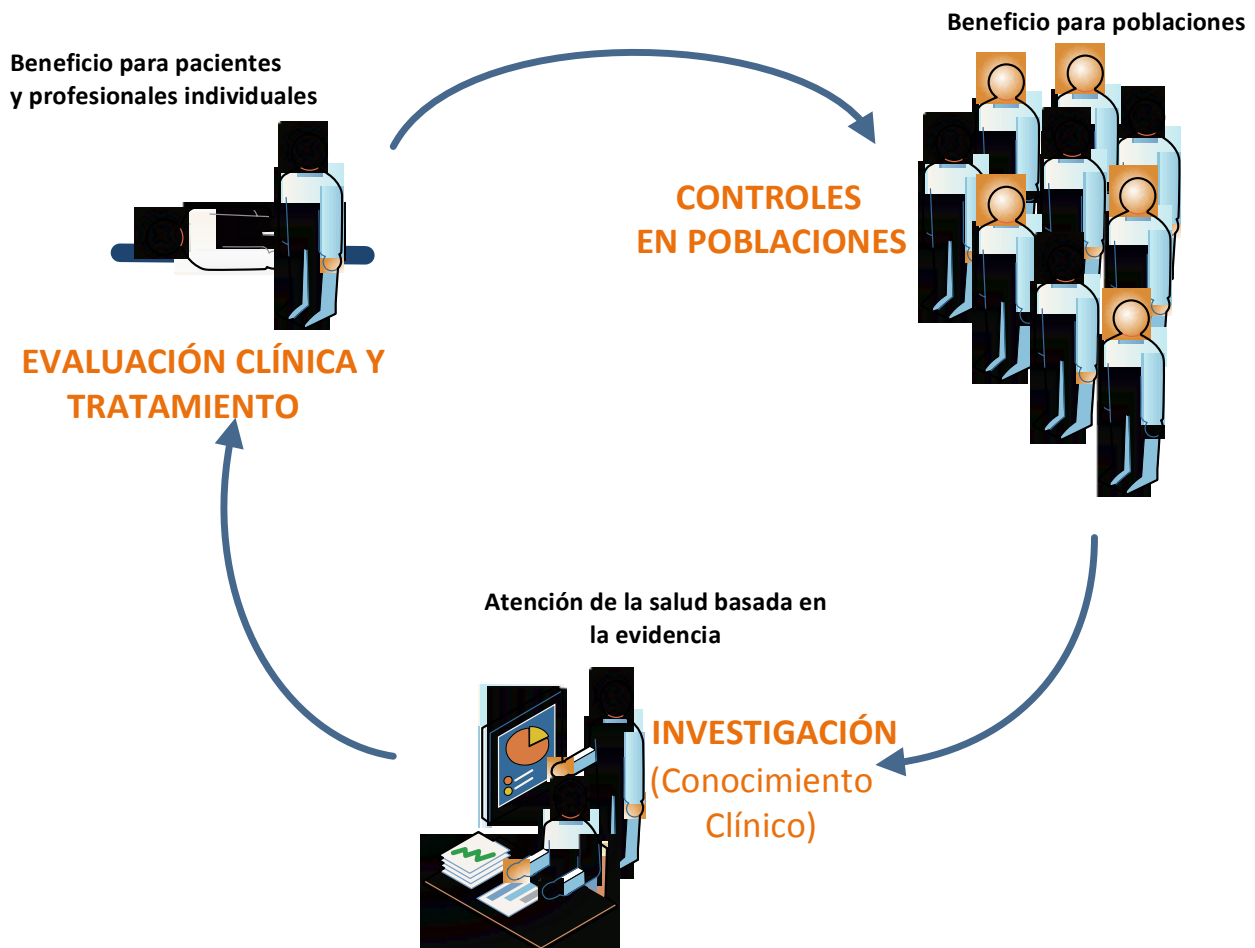 Beneficio para poblaciones
Beneficio para pacientes
y profesionales individuales
CONTROLES
EN POBLACIONES
EVALUACIÓN CLÍNICA Y
TRATAMIENTO
Atención de la salud basada en
la evidencia
INVESTIGACIÓN
(Conocimiento
Clínico)